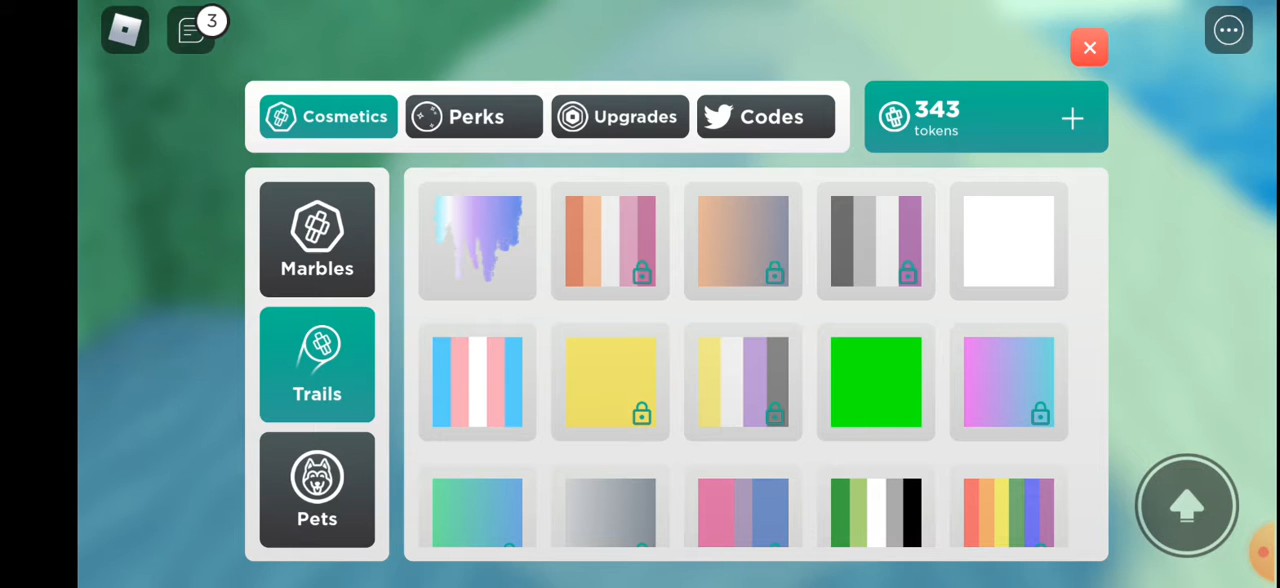 3
Cosmetics
Perks
Upgrades
Codes
343
tokens
Marbles
Trails
Pets